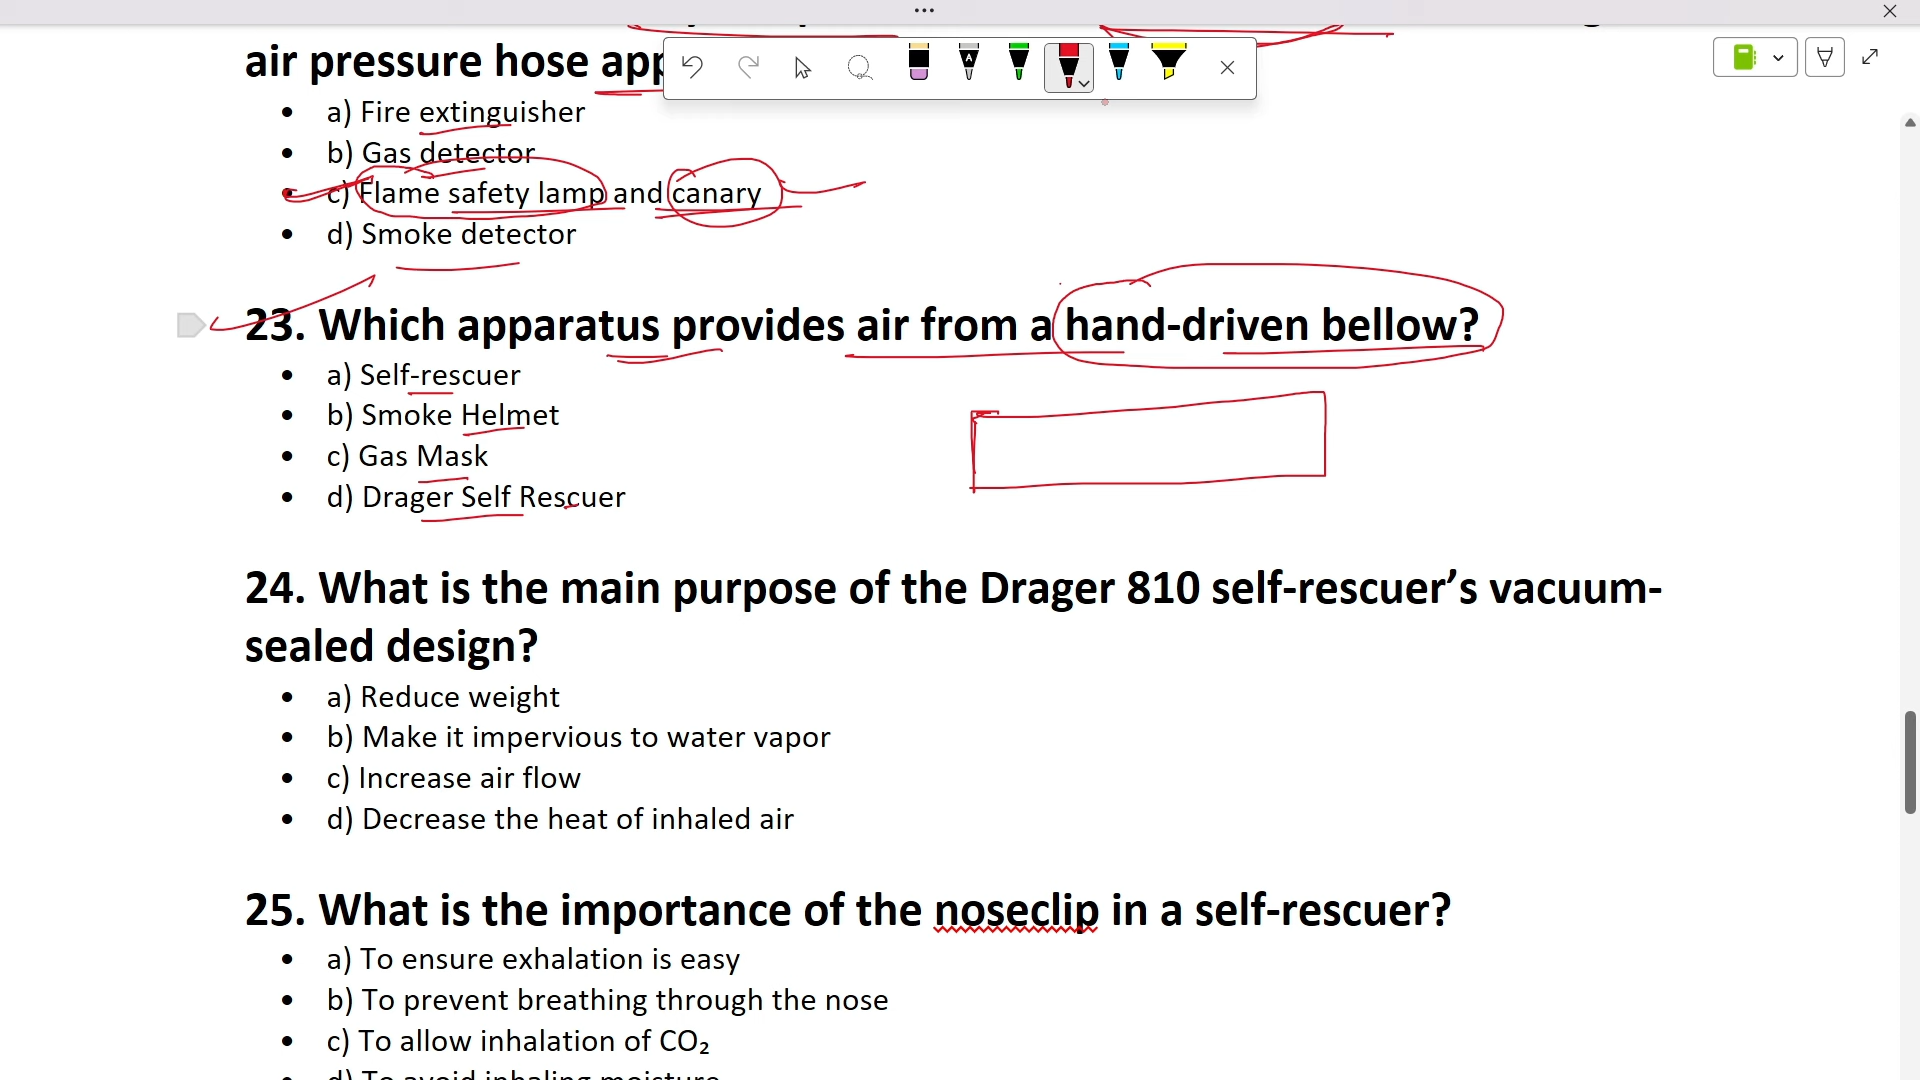 air pressure hose app
• a) Fire extinguisher
• b) Gas detector
• c) Flame safety lamp and canary
• d) Smoke detector
23. Which apparatus provides air from a hand-driven bellow?
• a) Self-rescuer
• b) Smoke Helmet
• c) Gas Mask
• d) Drager Self Rescuer
24. What is the main purpose of the Drager 810 self-rescuer’s vacuum-
sealed design?
• a) Reduce weight
• b) Make it impervious to water vapor
• c) Increase air flow
• d) Decrease the heat of inhaled air
25. What is the importance of the noseclip in a self-rescuer?
• a) To ensure exhalation is easy
• b) To prevent breathing through the nose
• c) To allow inhalation of CO₂
• d) To avoid inhaling moisture